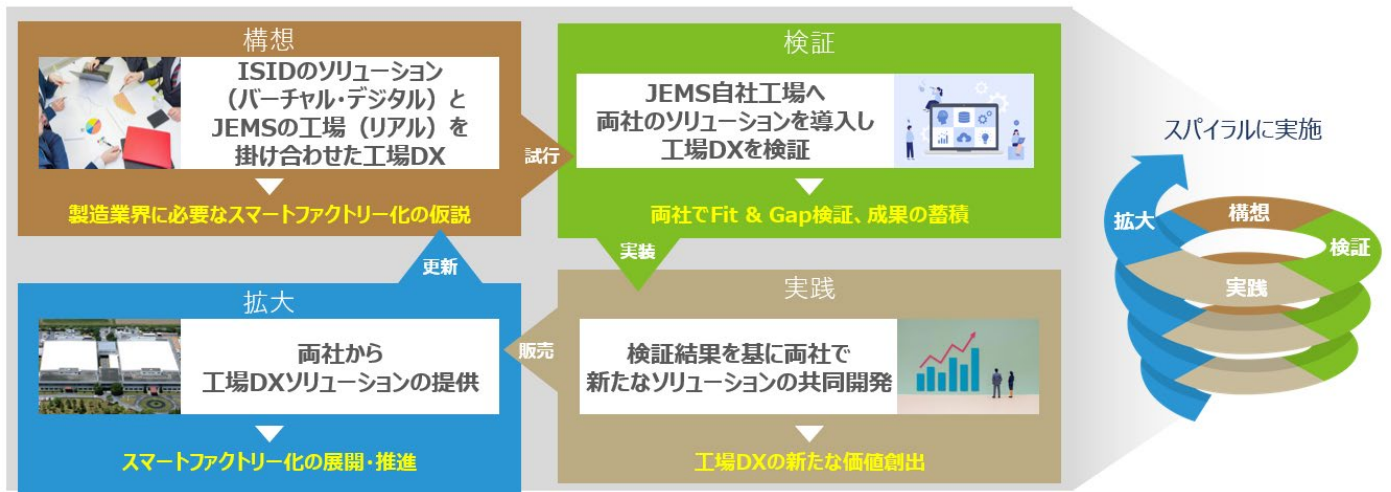 構想
ISIDのソリューション
（バーチャル・デジタル）と
JEMSの工場（リアル）を
掛け合わせた工場DX
製造業界に必要なスマートファクトリー化の仮説
試行
検証
JEMS自社工場へ
両社のソリューションを導入し
工場DXを検証
両社でFit & Gap検証、成果の蓄積
実装
実践
検証結果を基に両社で
新たなソリューションの共同開発
工場DXの新たな価値創出
販売
拡大
両社から
工場DXソリューションの提供
スマートファクトリー化の展開・推進
更新
スパイラルに実施
構想
拡大
検証
実践